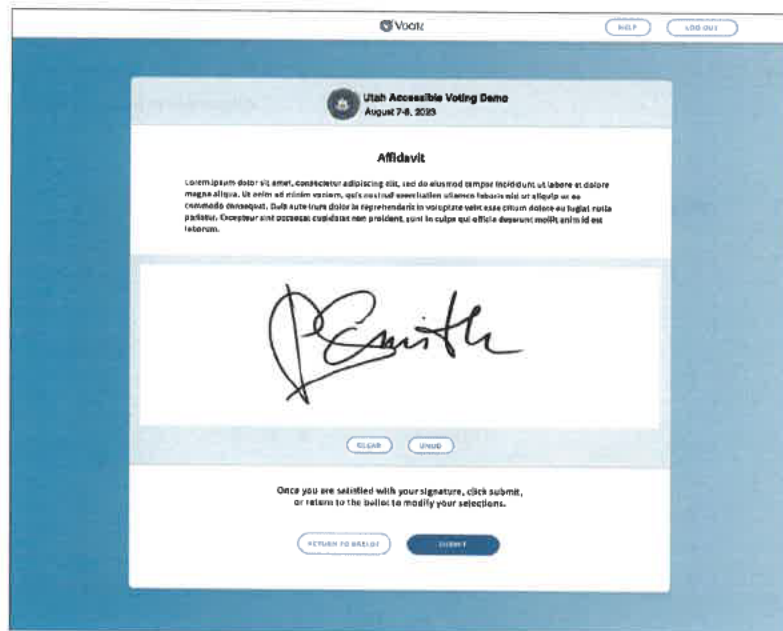 Voatz
HELP
LOG OUT
Utah Accessible Voting Demo
August 7-8, 2023
Affidavit
Lorem ipsum dolor sit amet, consectetur adipiscing elit, sed do eiusmod tempor incididunt ut labore et dolore
magna aliqua. Ut enim ad minim veniam, quis nostrud exercitation ullamco laboris nisi ut aliquip ex ea
commodo consequat. Duis aute irure dolor in reprehenderit in voluptate velit esse cillum dolore eu fugiat nulla
pariatur. Excepteur sint occaecat cupidatat non proident, sunt in culpa qui officia deserunt mollit anim id est
laborum.
P Smith
CLEAR
UNDO
Once you are satisfied with your signature, click submit,
or return to the ballot to modify your selections.
RETURN TO BALLOT
SUBMIT